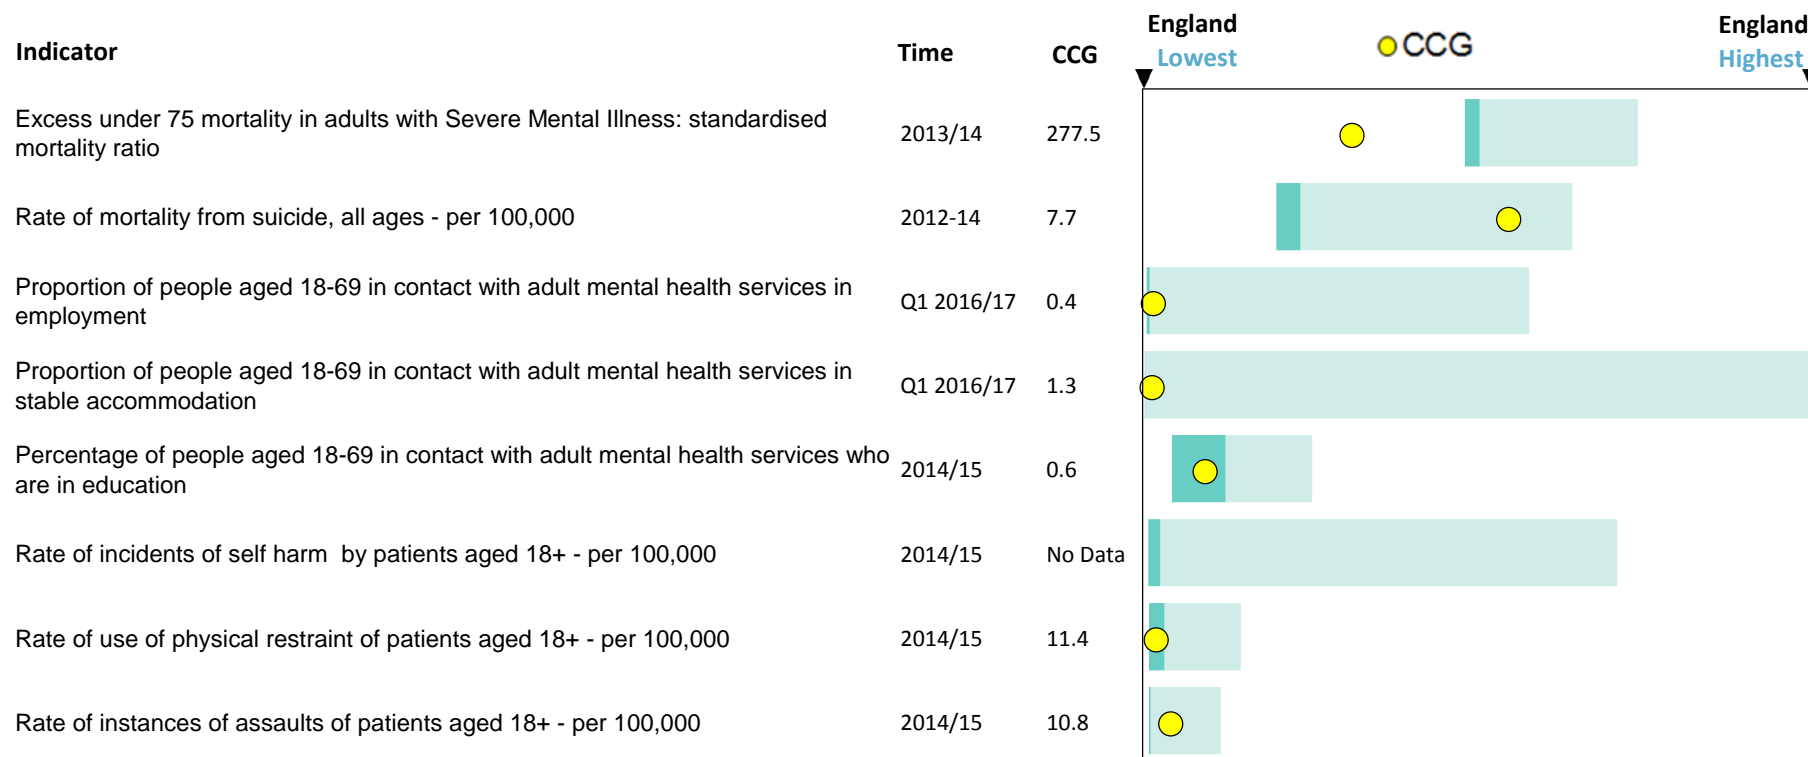 England England
Indicator Time CCG Lowest CCG Highest
Excess under 75 mortality in adults with Severe Mental Illness: standardised
mortality ratio 2013/14 277.5
Rate of mortality from suicide, all ages - per 100,000 2012-14 7.7
Proportion of people aged 18-69 in contact with adult mental health services in
employment Q1 2016/17 0.4
Proportion of people aged 18-69 in contact with adult mental health services in
stable accommodation Q1 2016/17 1.3
Percentage of people aged 18-69 in contact with adult mental health services who
are in education 2014/15 0.6
Rate of incidents of self harm  by patients aged 18+ - per 100,000 2014/15 No Data
Rate of use of physical restraint of patients aged 18+ - per 100,000 2014/15 11.4
Rate of instances of assaults of patients aged 18+ - per 100,000 2014/15 10.8